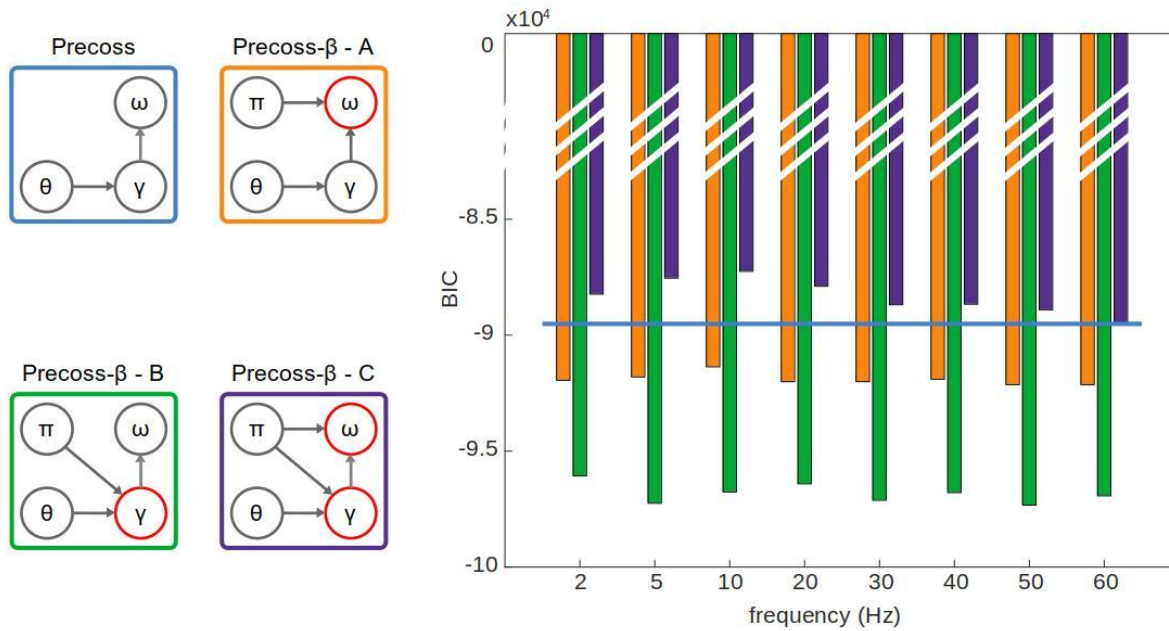 Precoss
ω
θ
γ
Precoss-β - A
π
ω
θ
γ
Precoss-β - B
π
ω
θ
γ
Precoss-β - C
π
ω
θ
γ
x10⁴
0
-8.5
-9
-9.5
-10
BIC
2 5 10 20 30 40 50 60
frequency (Hz)